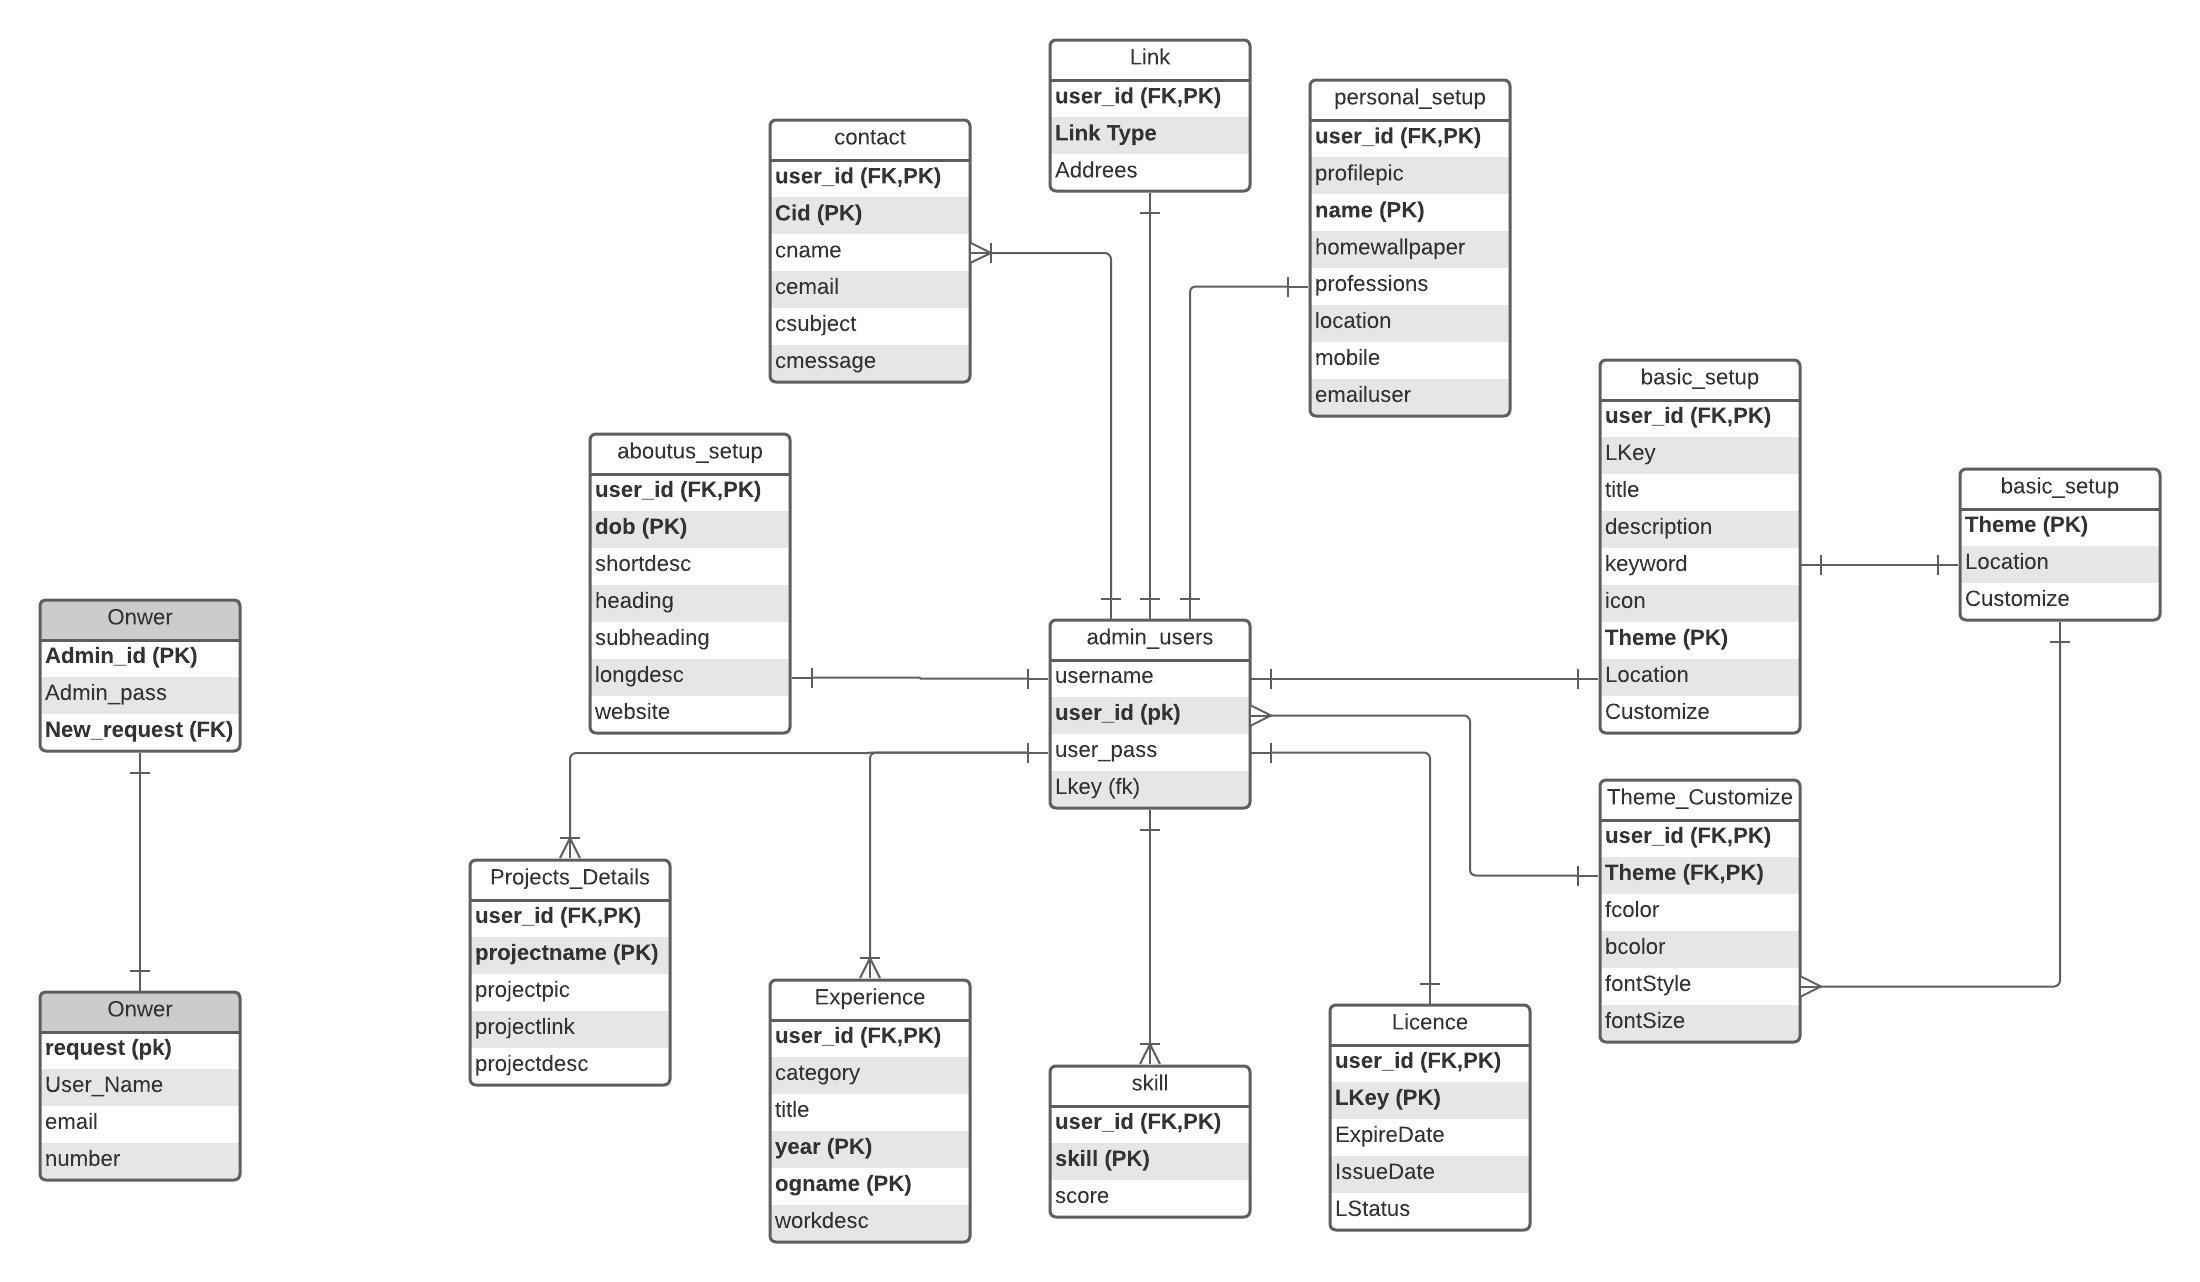 Link
user_id (FK,PK)
Link Type
Addrees
personal_setup
user_id (FK,PK)
profilepic
name (PK)
homewallpaper
professions
location
mobile
emailuser
contact
user_id (FK,PK)
Cid (PK)
cname
cemail
csubject
cmessage
basic_setup
user_id (FK,PK)
LKey
title
description
keyword
icon
Theme (PK)
Location
Customize
aboutus_setup
user_id (FK,PK)
dob (PK)
shortdesc
heading
subheading
longdesc
website
basic_setup
Theme (PK)
Location
Customize
Onwer
Admin_id (PK)
Admin_pass
New_request (FK)
admin_users
username
user_id (pk)
user_pass
Lkey (fk)
Theme_Customize
user_id (FK,PK)
Theme (FK,PK)
fcolor
bcolor
fontStyle
fontSize
Projects_Details
user_id (FK,PK)
projectname (PK)
projectpic
projectlink
projectdesc
Experience
user_id (FK,PK)
category
title
year (PK)
ogname (PK)
workdesc
Onwer
request (pk)
User_Name
email
number
Licence
user_id (FK,PK)
LKey (PK)
ExpireDate
IssueDate
LStatus
skill
user_id (FK,PK)
skill (PK)
score